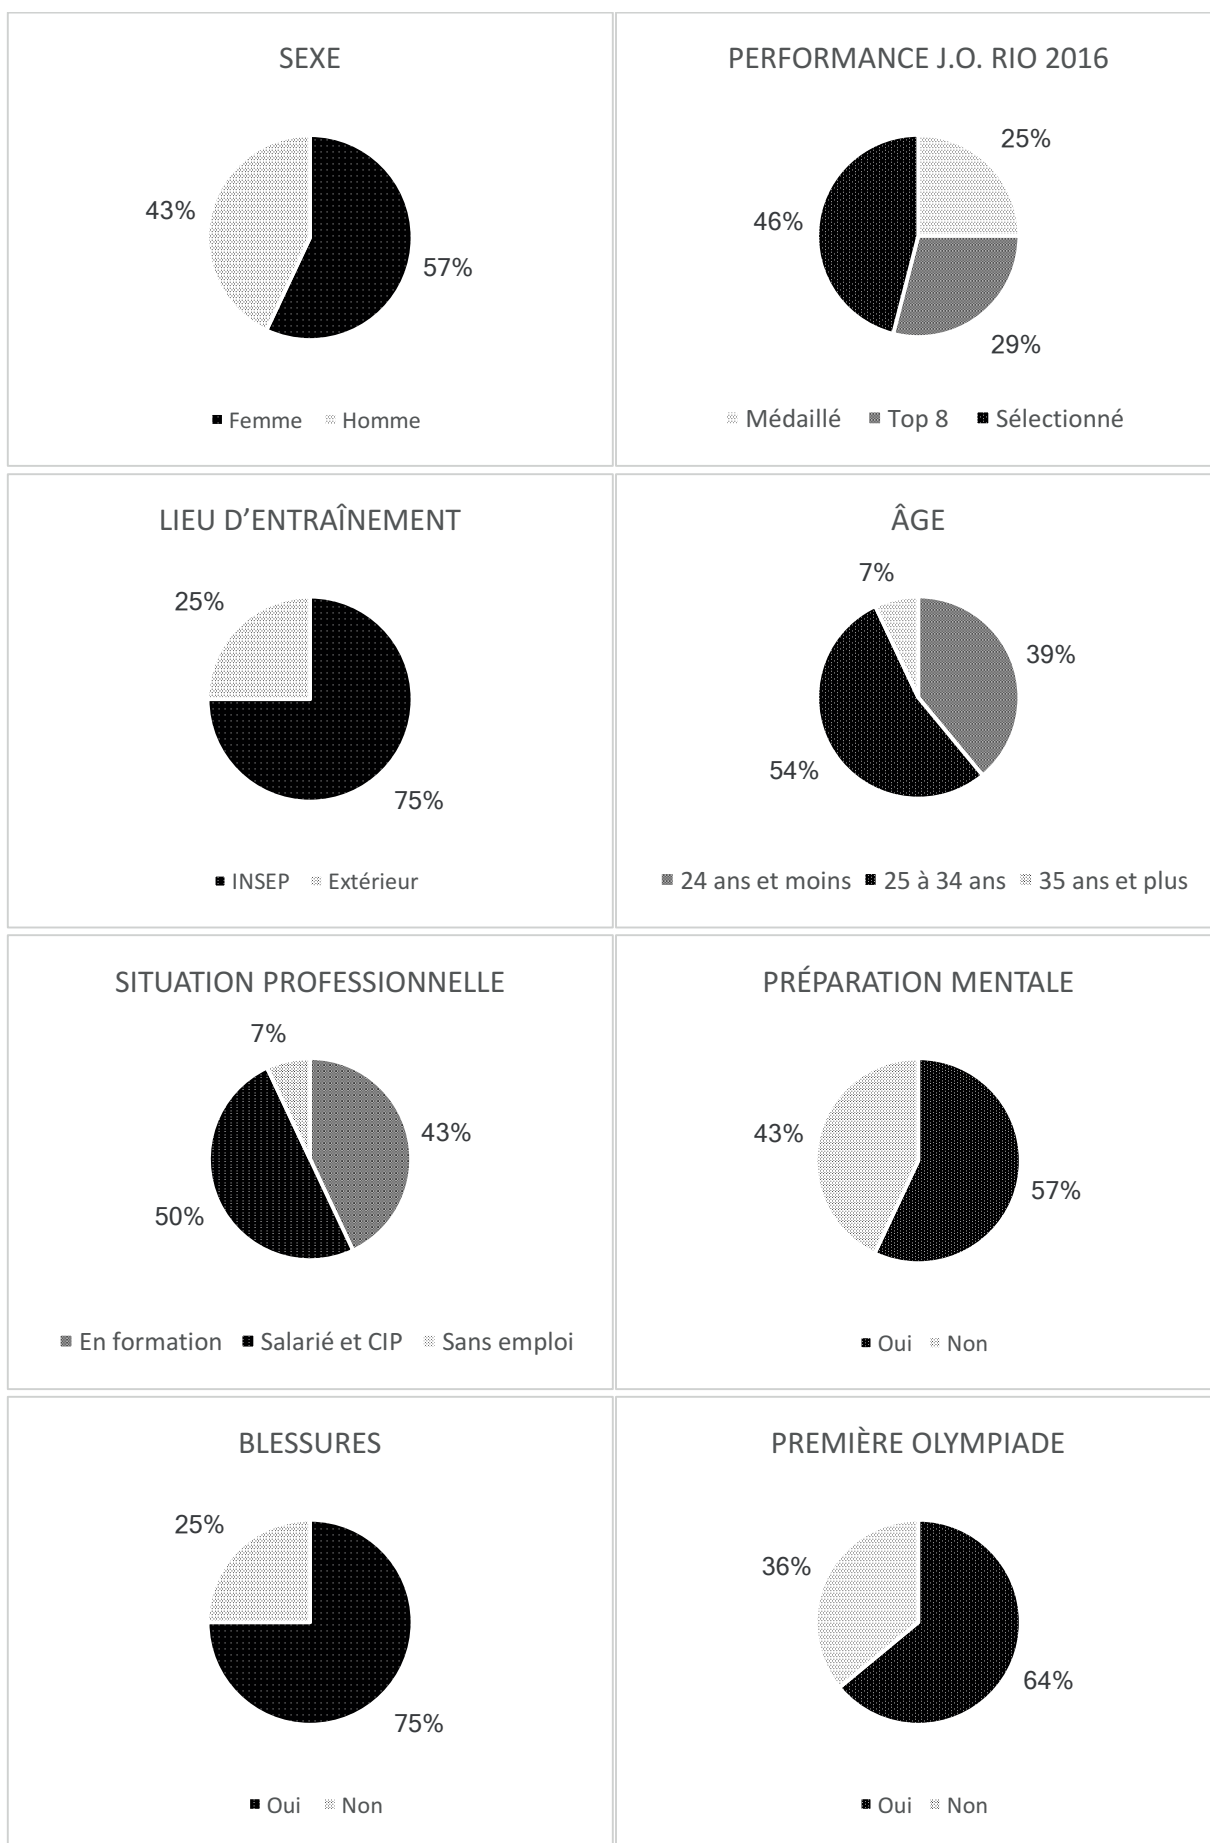 SEXE
43%
57%
Femme Homme
PERFORMANCE J.O. RIO 2016
25%
46%
29%
Médaillé Top 8 Sélectionné
LIEU D’ENTRAÎNEMENT
25%
75%
INSEP Extérieur
ÂGE
7%
39%
54%
24 ans et moins 25 à 34 ans 35 ans et plus
SITUATION PROFESSIONNELLE
7%
43%
50%
En formation Salarié et CIP Sans emploi
PRÉPARATION MENTALE
43%
57%
Oui Non
BLESSURES
25%
75%
Oui Non
PREMIÈRE OLYMPIADE
36%
64%
Oui Non